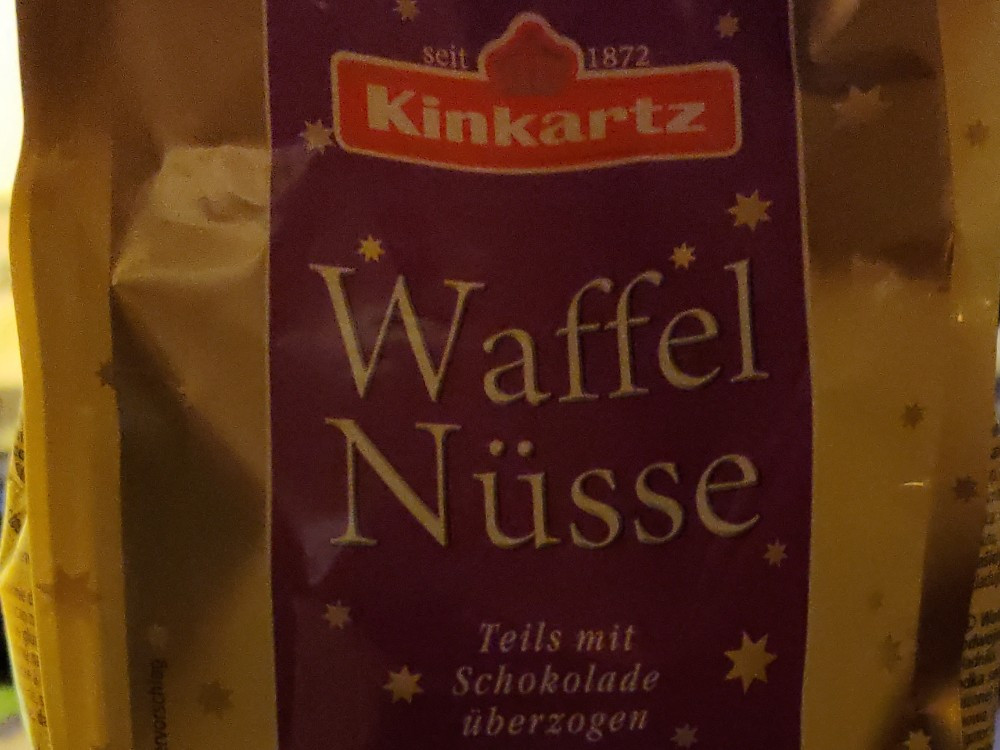 seit 1872
Kinkartz
Waffel
Nüsse
Teils mit
Schokolade
überzogen